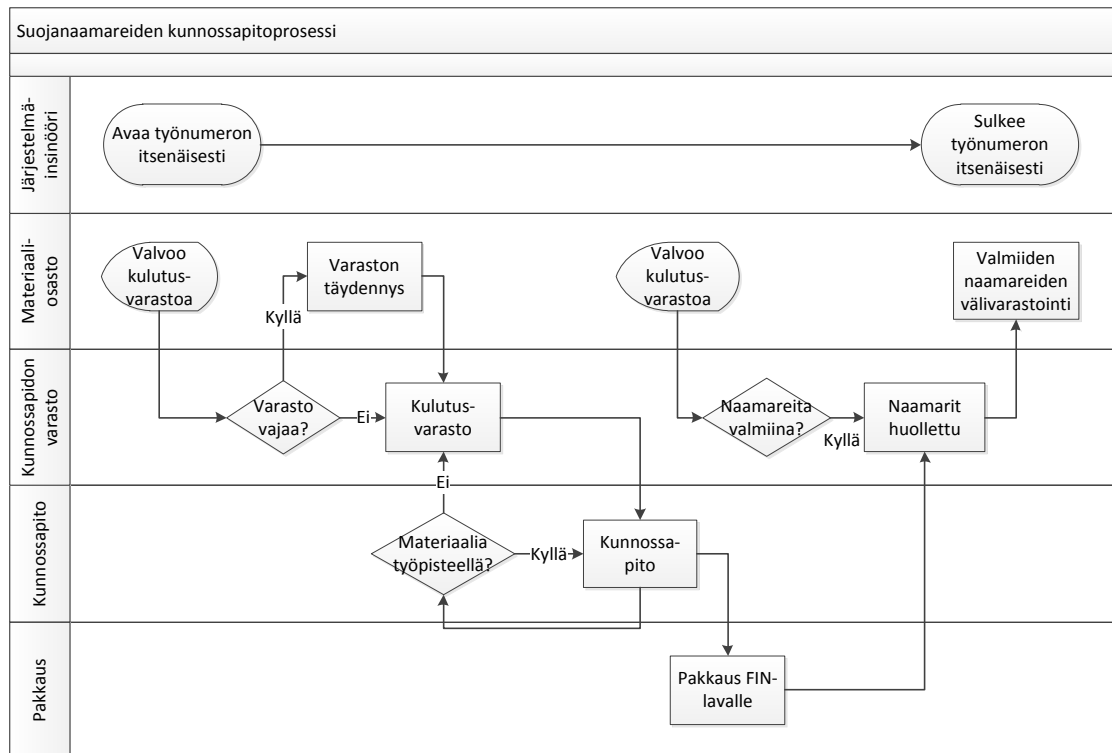 Suojanaamareiden kunnossapitoprosessi
Järjestelmä-
insinööri
Avaa työnumeron
itsenäisesti
Sulkee
työnumeron
itsenäisesti
Materiaali-
osasto
Valvoo
kulutus-
varastoa
Varaston
täydennys
Kyllä
Valvoo
kulutus-
varastoa
Valmiiden
naamareiden
välivarastointi
Kunnossapidon
varasto
Varasto
vajaa?
Ei
Kulutus-
varasto
Naamareita
valmiina?
Kyllä
Naamarit
huollettu
Kunnossapito
Ei
Materiaalia
työpisteellä?
Kyllä
Kunnossa-
pito
Pakkaus
Pakkaus FIN-
lavalle